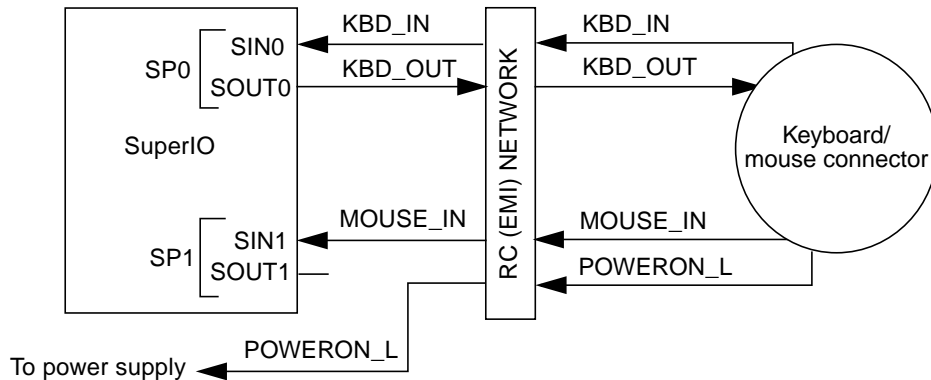 KBD_IN
KBD_IN
SIN0
SP0
KBD_OUT
KBD_OUT
SOUT0
RC (EMI) NETWORK
SuperIO
Keyboard/
mouse connector
MOUSE_IN
MOUSE_IN
SIN1
SP1
SOUT1
POWERON_L
POWERON_L
To power supply